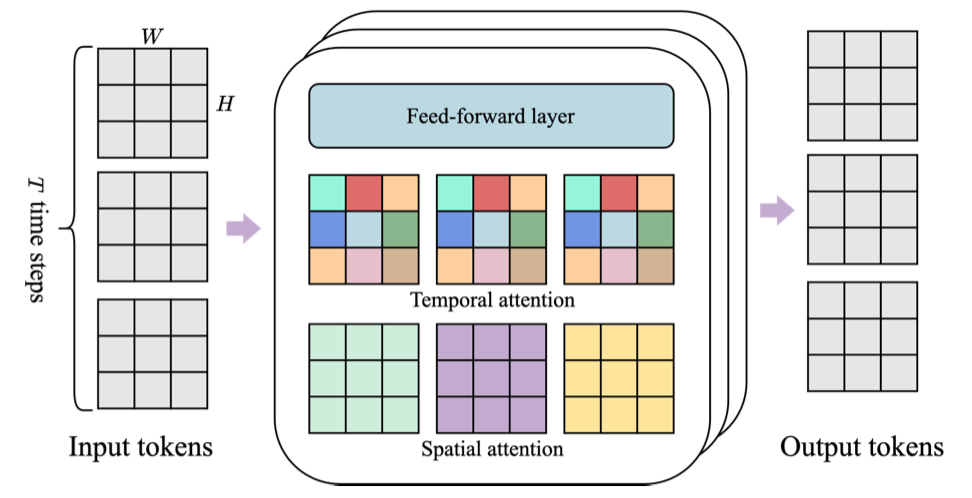 W
H
T time steps
Input tokens
Feed-forward layer
Temporal attention
Spatial attention
Output tokens